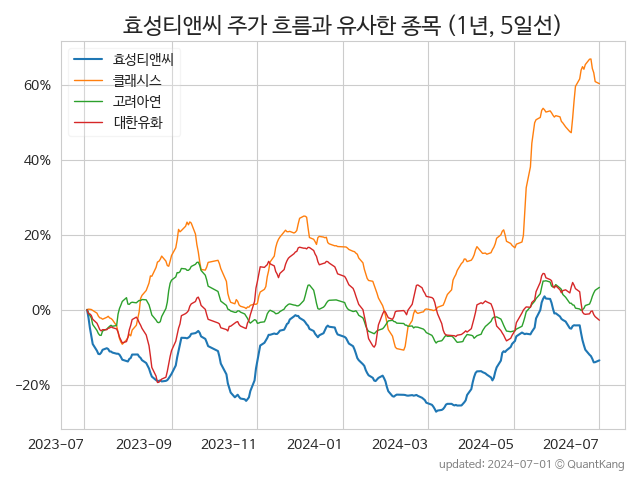 효성티앤씨 주가 흐름과 유사한 종목 (1년, 5일선)
효성티앤씨
클래시스
고려아연
대한유화
60%
40%
20%
0%
−20%
2023-07 2023-09 2023-11 2024-01 2024-03 2024-05 2024-07
updated: 2024-07-01 © QuantKang